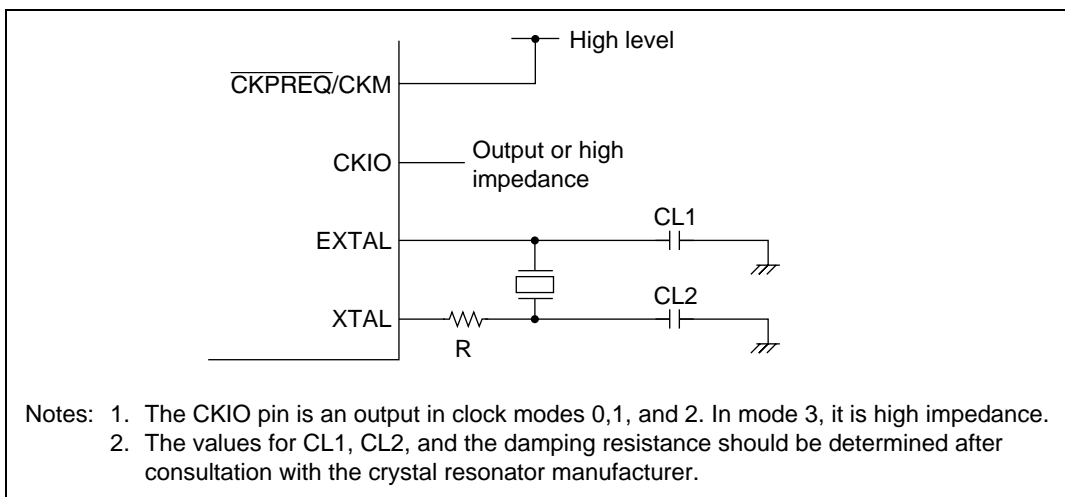 High level
C̅K̅P̅R̅E̅Q̅/CKM
CKIO
Output or high
impedance
EXTAL
CL1
XTAL
R
CL2
Notes: 1. The CKIO pin is an output in clock modes 0,1, and 2. In mode 3, it is high impedance.
2. The values for CL1, CL2, and the damping resistance should be determined after
consultation with the crystal resonator manufacturer.